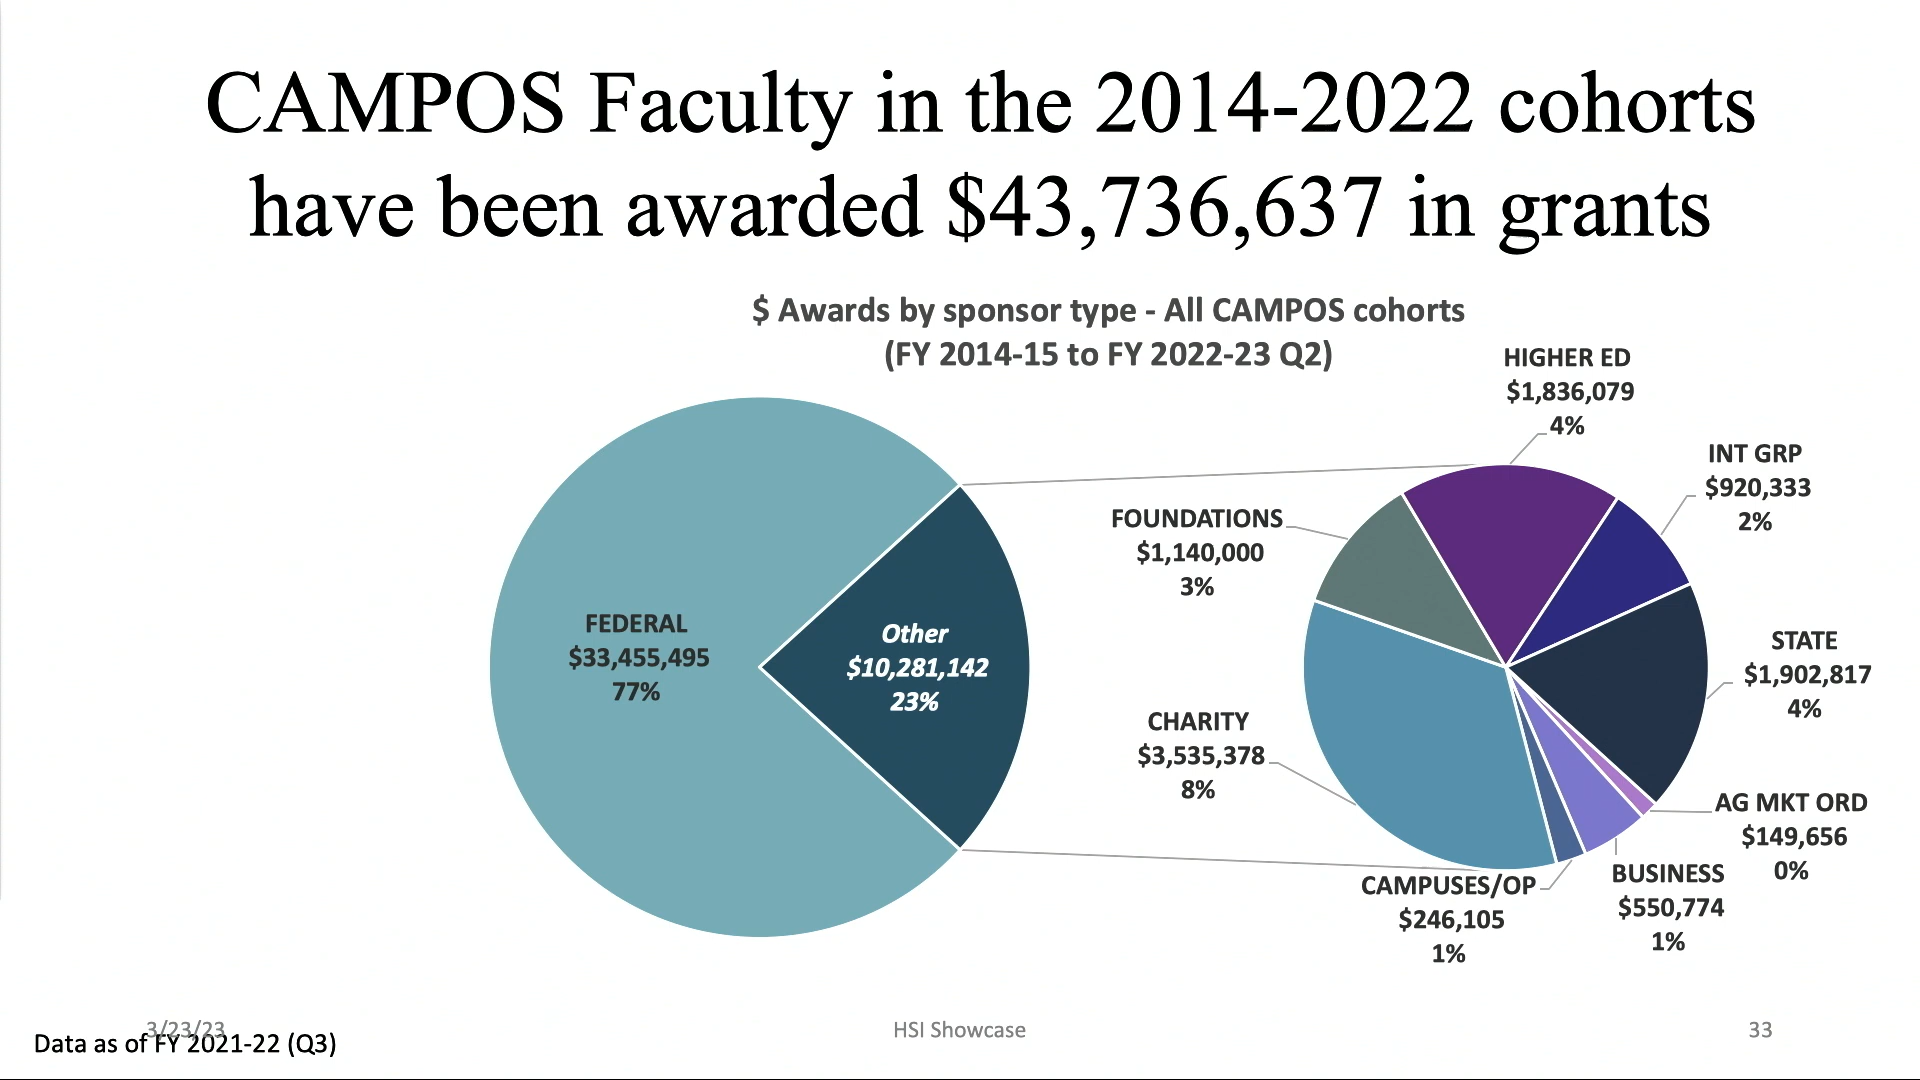 CAMPOS Faculty in the 2014-2022 cohorts
have been awarded $43,736,637 in grants
$ Awards by sponsor type - All CAMPOS cohorts
(FY 2014-15 to FY 2022-23 Q2)
FEDERAL
$33,455,495
77%
Other
$10,281,142
23%
HIGHER ED
$1,836,079
4%
INT GRP
$920,333
2%
FOUNDATIONS
$1,140,000
3%
STATE
$1,902,817
4%
CHARITY
$3,535,378
8%
AG MKT ORD
$149,656
0%
BUSINESS
$550,774
1%
CAMPUSES/OP
$246,105
1%
3/23/23
Data as of FY 2021-22 (Q3)
HSI Showcase
33